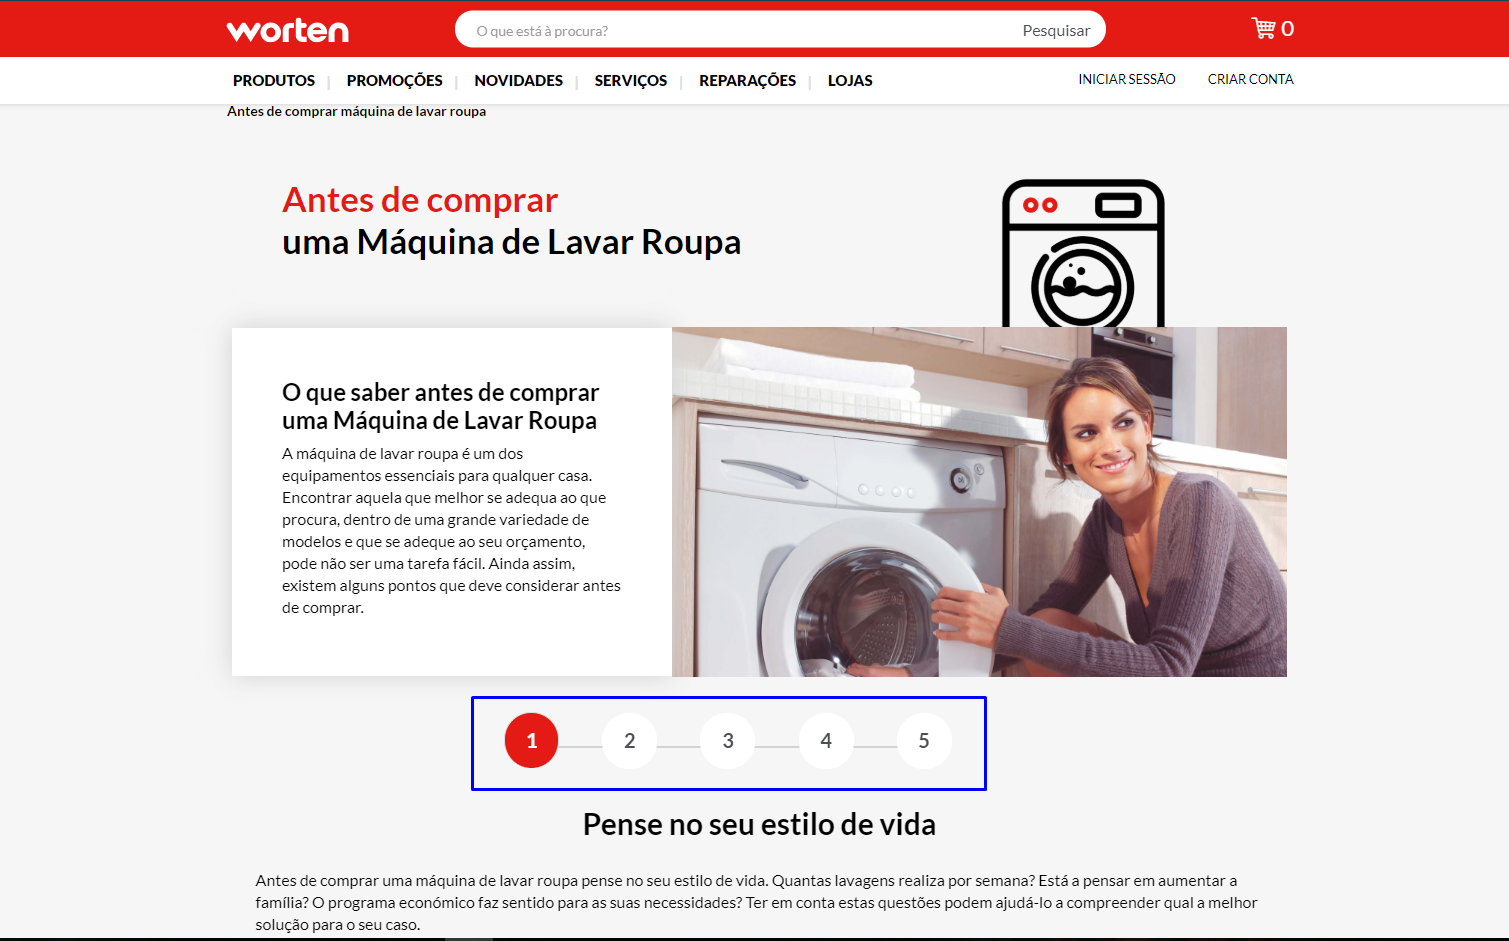 worten
O que está à procura?
Pesquisar
0
PRODUTOS | PROMOÇÕES | NOVIDADES | SERVIÇOS | REPARAÇÕES | LOJAS
INICIAR SESSÃO
CRIAR CONTA
Antes de comprar máquina de lavar roupa
Antes de comprar
uma Máquina de Lavar Roupa
O que saber antes de comprar
uma Máquina de Lavar Roupa
A máquina de lavar roupa é um dos
equipamentos essenciais para qualquer casa.
Encontrar aquela que melhor se adequa ao que
procura, dentro de uma grande variedade de
modelos e que se adeque ao seu orçamento,
pode não ser uma tarefa fácil. Ainda assim,
existem alguns pontos que deve considerar antes
de comprar.
1 2 3 4 5
Pense no seu estilo de vida
Antes de comprar uma máquina de lavar roupa pense no seu estilo de vida. Quantas lavagens realiza por semana? Está a pensar em aumentar a
família? O programa económico faz sentido para as suas necessidades? Ter em conta estas questões podem ajudá-lo a compreender qual a melhor
solução para o seu caso.